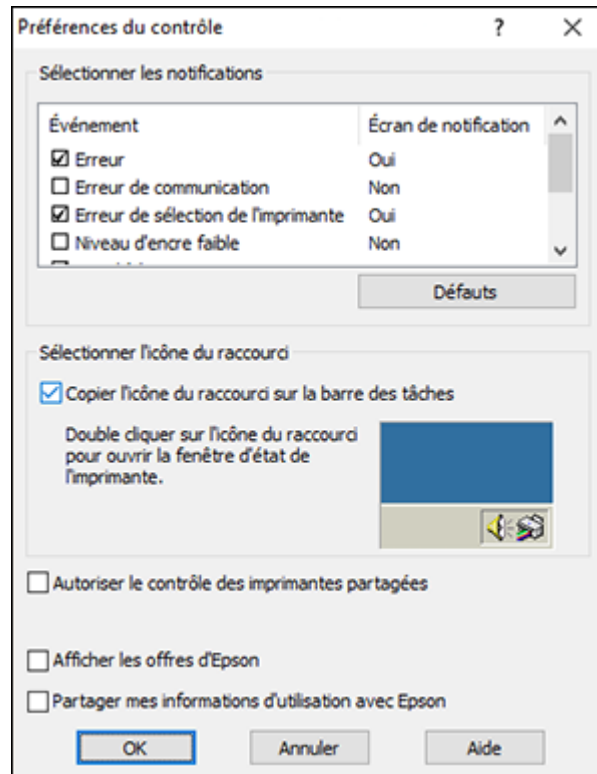 Préférences du contrôle
Sélectionner les notifications
Événement Écran de notification
Erreur Oui
Erreur de communication Non
Erreur de sélection de l'imprimante Oui
Niveau d'encre faible Non
Défauts
Sélectionner l'icône du raccourci
Copier l'icône du raccourci sur la barre des tâches
Double cliquer sur l'icône du raccourci
pour ouvrir la fenêtre d'état de
l'imprimante.
Autoriser le contrôle des imprimantes partagées
Afficher les offres d'Epson
Partager mes informations d'utilisation avec Epson
OK Annuler Aide